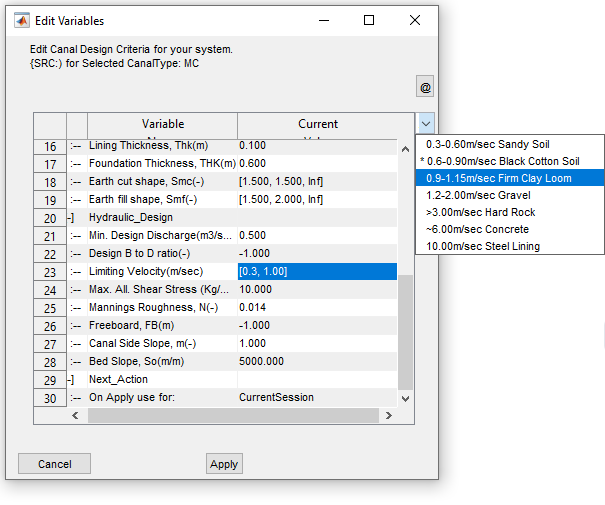 Edit Variables
Edit Canal Design Criteria for your system.
{SRC:) for Selected CanalType: MC
@
Variable Current
16 :-- Lining Thickness, Thk(m) 0.100
17 :-- Foundation Thickness, THK(m) 0.600
18 :-- Earth cut shape, Smc(-) [1.500, 1.500, Inf]
19 :-- Earth fill shape, Smf(-) [1.500, 2.000, Inf]
20 -] Hydraulic_Design
21 :-- Min. Design Discharge(m3/s... 0.500
22 :-- Design B to D ratio(-) -1.000
23 :-- Limiting Velocity(m/sec) [0.3, 1.00]
24 :-- Max. All. Shear Stress (Kg/... 10.000
25 :-- Mannings Roughness, N(-) 0.014
26 :-- Freeboard, FB(m) -1.000
27 :-- Canal Side Slope, m(-) 1.000
28 :-- Bed Slope, So(m/m) 5000.000
29 -] Next_Action
30 :-- On Apply use for: CurrentSession
Cancel Apply
0.3-0.60m/sec Sandy Soil
* 0.6-0.90m/sec Black Cotton Soil
0.9-1.15m/sec Firm Clay Loom
1.2-2.00m/sec Gravel
>3.00m/sec Hard Rock
~6.00m/sec Concrete
10.00m/sec Steel Lining